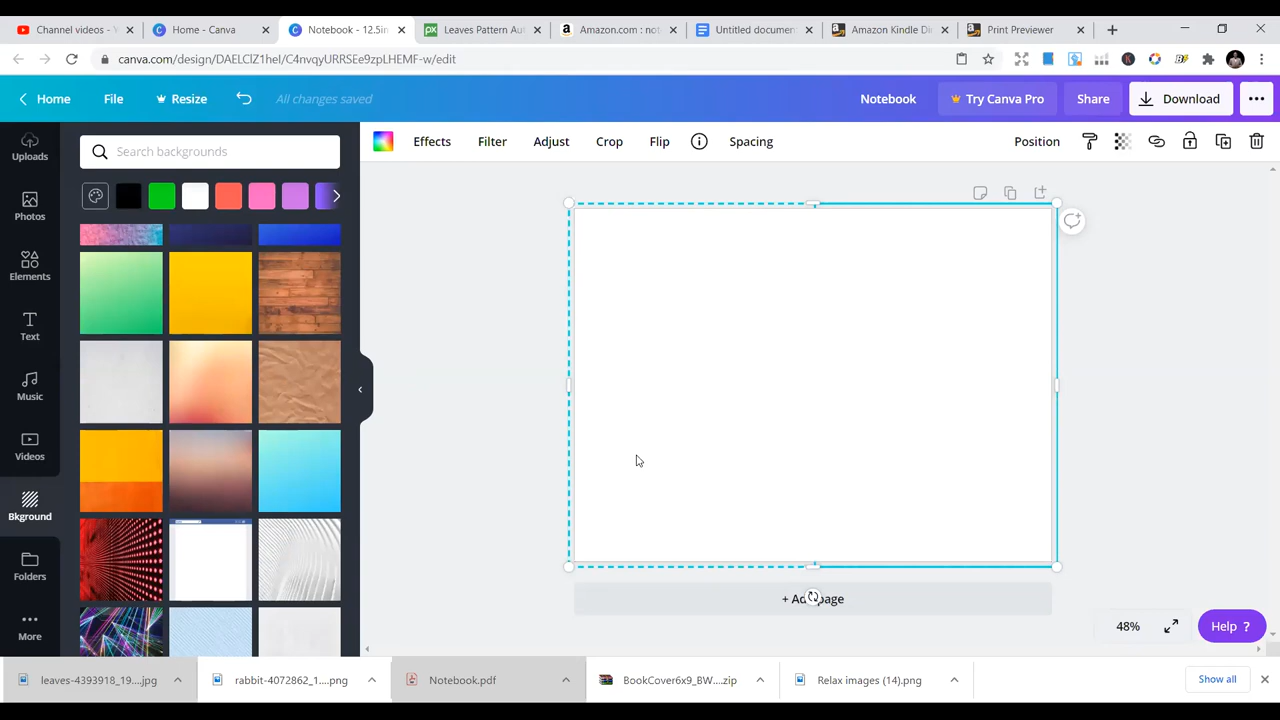 Channel videos - Y
Home - Canva
Notebook - 12.5in
Leaves Pattern Aut
Amazon.com : not
Untitled documen
Amazon Kindle Di
Print Previewer
canva.com/design/DAELClZ1heI/C4nvqyURRSEe9zpLHEMF-w/edit
Home
File
Resize
All changes saved
Notebook
Try Canva Pro
Share
Download
Uploads
Search backgrounds
Effects
Filter
Adjust
Crop
Flip
Spacing
Position
Photos
Elements
Text
Music
Videos
Bkground
Folders
More
+ Add page
48%
Help ?
leaves-4393918_19....jpg
rabbit-4072862_1....png
Notebook.pdf
BookCover6x9_BW....zip
Relax images (14).png
Show all